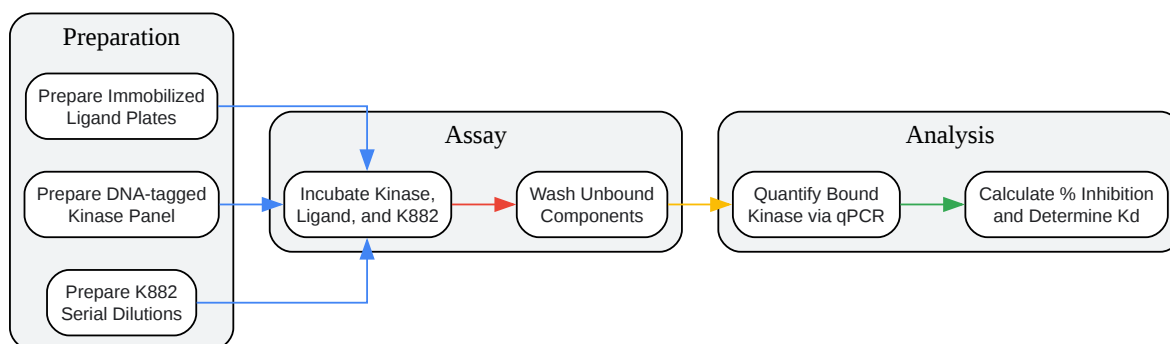 Preparation
Prepare Immobilized
Ligand Plates
Prepare DNA-tagged
Kinase Panel
Prepare K882
Serial Dilutions
Assay
Incubate Kinase,
Ligand, and K882
Wash Unbound
Components
Analysis
Quantify Bound
Kinase via qPCR
Calculate % Inhibition
and Determine Kd